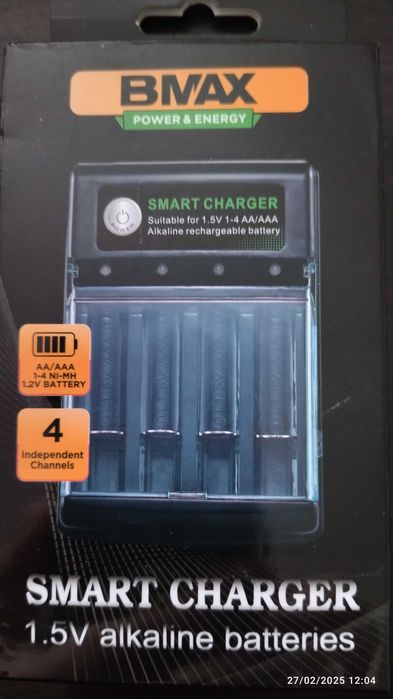 BMAX
POWER & ENERGY
SMART CHARGER
Suitable for 1.5V 1-4 AA/AAA
Alkaline rechargeable battery
POWER
AA/AAA
1-4 NI-MH
1.2V BATTERY
4
Independent
Channels
SMART CHARGER
1.5V alkaline batteries
27/02/2025 12:04